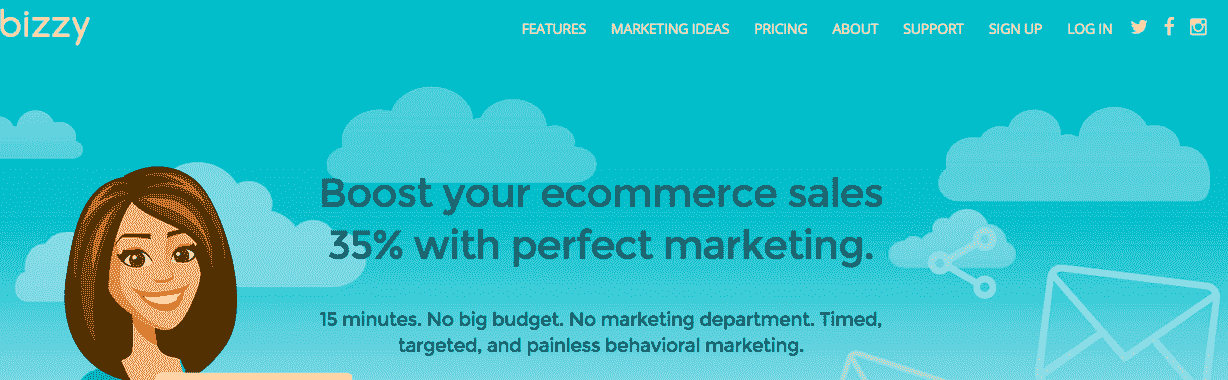 bizzy
FEATURES MARKETING IDEAS PRICING ABOUT SUPPORT SIGN UP LOG IN
Boost your ecommerce sales
35% with perfect marketing.
15 minutes. No big budget. No marketing department. Timed,
targeted, and painless behavioral marketing.